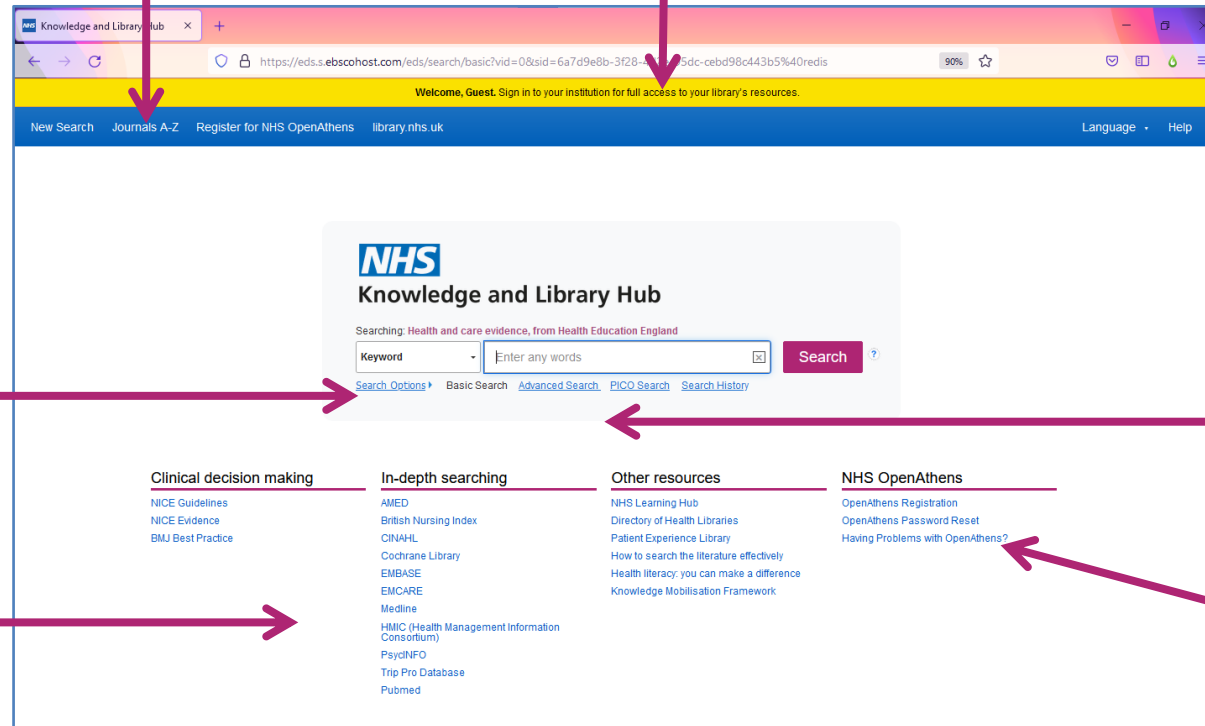 NHS Knowledge and Library Hub
https://eds.s.ebscohost.com/eds/search/basic?vid=0&sid=6a7d9e8b-3f28-4 5dc-cebd98c443b5%40redis
90%
Welcome, Guest. Sign in to your institution for full access to your library's resources.
New Search Journals A-Z Register for NHS OpenAthens library.nhs.uk Language Help
NHS
Knowledge and Library Hub
Searching: Health and care evidence, from Health Education England
Keyword Enter any words Search ?
Search Options Basic Search Advanced Search PICO Search Search History
Clinical decision making
NICE Guidelines
NICE Evidence
BMJ Best Practice
In-depth searching
AMED
British Nursing Index
CINAHL
Cochrane Library
EMBASE
EMCARE
Medline
HMIC (Health Management Information
Consortium)
PsycINFO
Trip Pro Database
Pubmed
Other resources
NHS Learning Hub
Directory of Health Libraries
Patient Experience Library
How to search the literature effectively
Health literacy: you can make a difference
Knowledge Mobilisation Framework
NHS OpenAthens
OpenAthens Registration
OpenAthens Password Reset
Having Problems with OpenAthens?